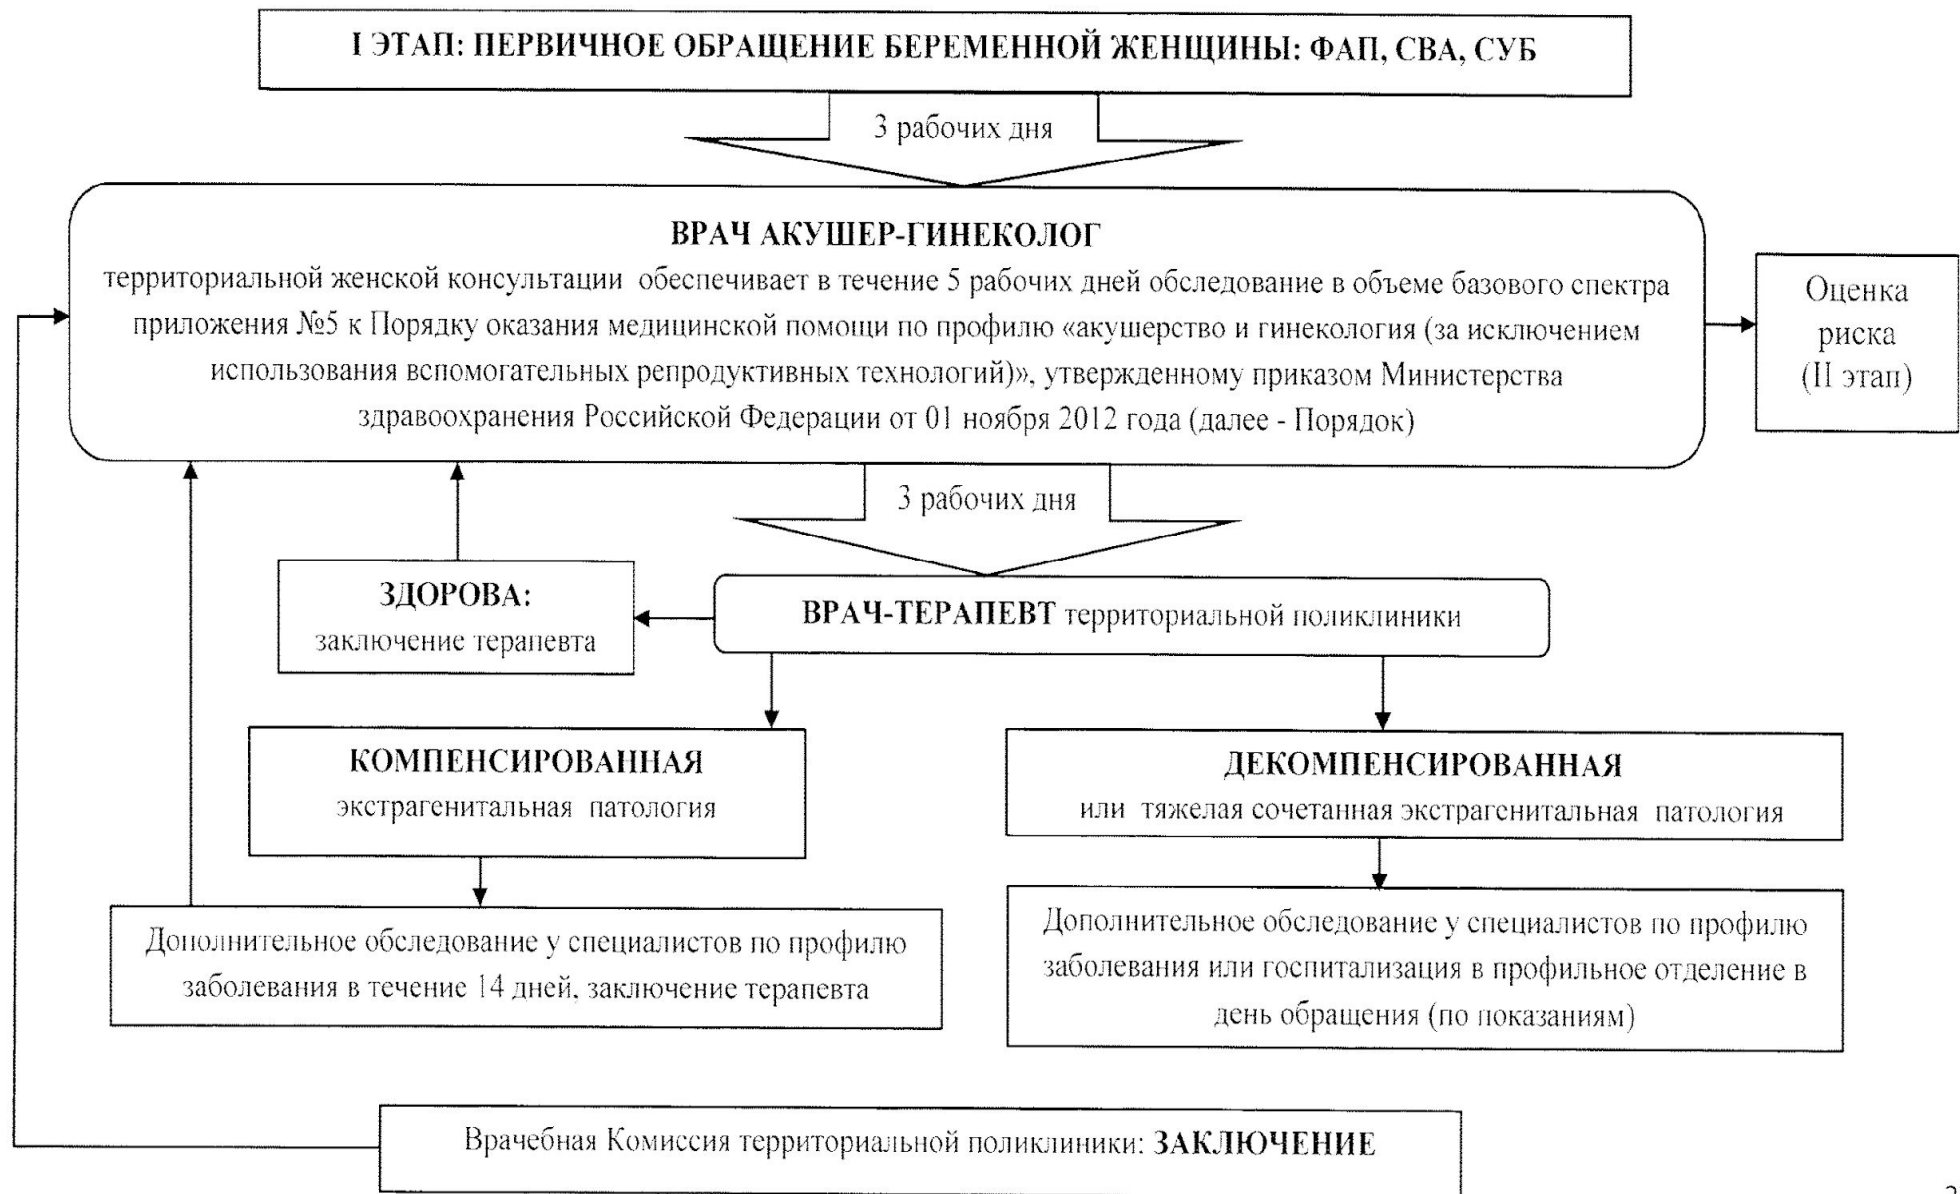 I ЭТАП: ПЕРВИЧНОЕ ОБРАЩЕНИЕ БЕРЕМЕННОЙ ЖЕНЩИНЫ: ФАП, СВА, СУБ
3 рабочих дня
ВРАЧ АКУШЕР-ГИНЕКОЛОГ
территориальной женской консультации обеспечивает в течение 5 рабочих дней обследование в объеме базового спектра
приложения №5 к Порядку оказания медицинской помощи по профилю «акушерство и гинекология (за исключением
использования вспомогательных репродуктивных технологий)», утвержденному приказом Министерства
здравоохранения Российской Федерации от 01 ноября 2012 года (далее - Порядок)
Оценка
риска
(II этап)
3 рабочих дня
ЗДОРОВА:
заключение терапевта
ВРАЧ-ТЕРАПЕВТ территориальной поликлиники
КОМПЕНСИРОВАННАЯ
экстрагенитальная патология
ДЕКОМПЕНСИРОВАННАЯ
или тяжелая сочетанная экстрагенитальная патология
Дополнительное обследование у специалистов по профилю
заболевания в течение 14 дней, заключение терапевта
Дополнительное обследование у специалистов по профилю
заболевания или госпитализация в профильное отделение в
день обращения (по показаниям)
Врачебная Комиссия территориальной поликлиники: ЗАКЛЮЧЕНИЕ